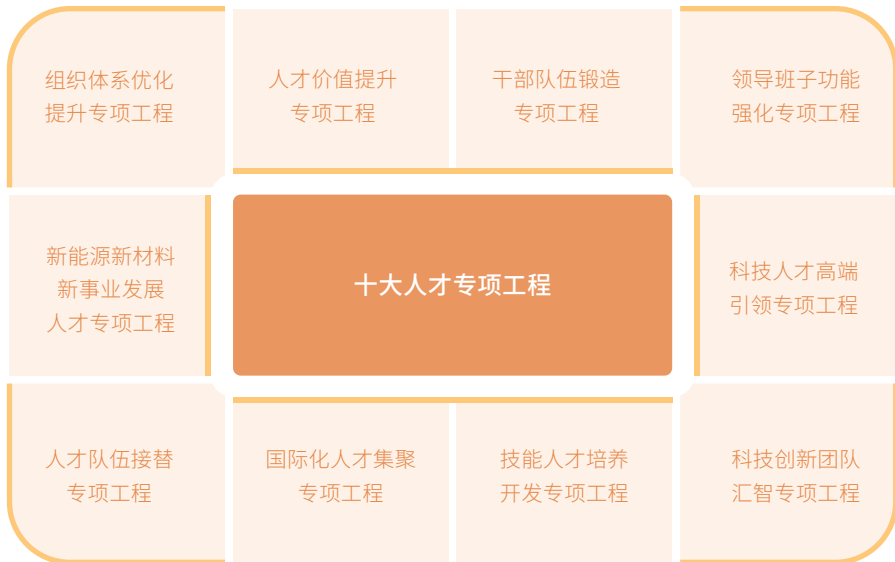 组织体系优化
提升专项工程
人才价值提升
专项工程
干部队伍锻造
专项工程
领导班子功能
强化专项工程
新能源新材料
新事业发展
人才专项工程
十大人才专项工程
科技人才高端
引领专项工程
人才队伍接替
专项工程
国际化人才集聚
专项工程
技能人才培养
开发专项工程
科技创新团队
汇智专项工程